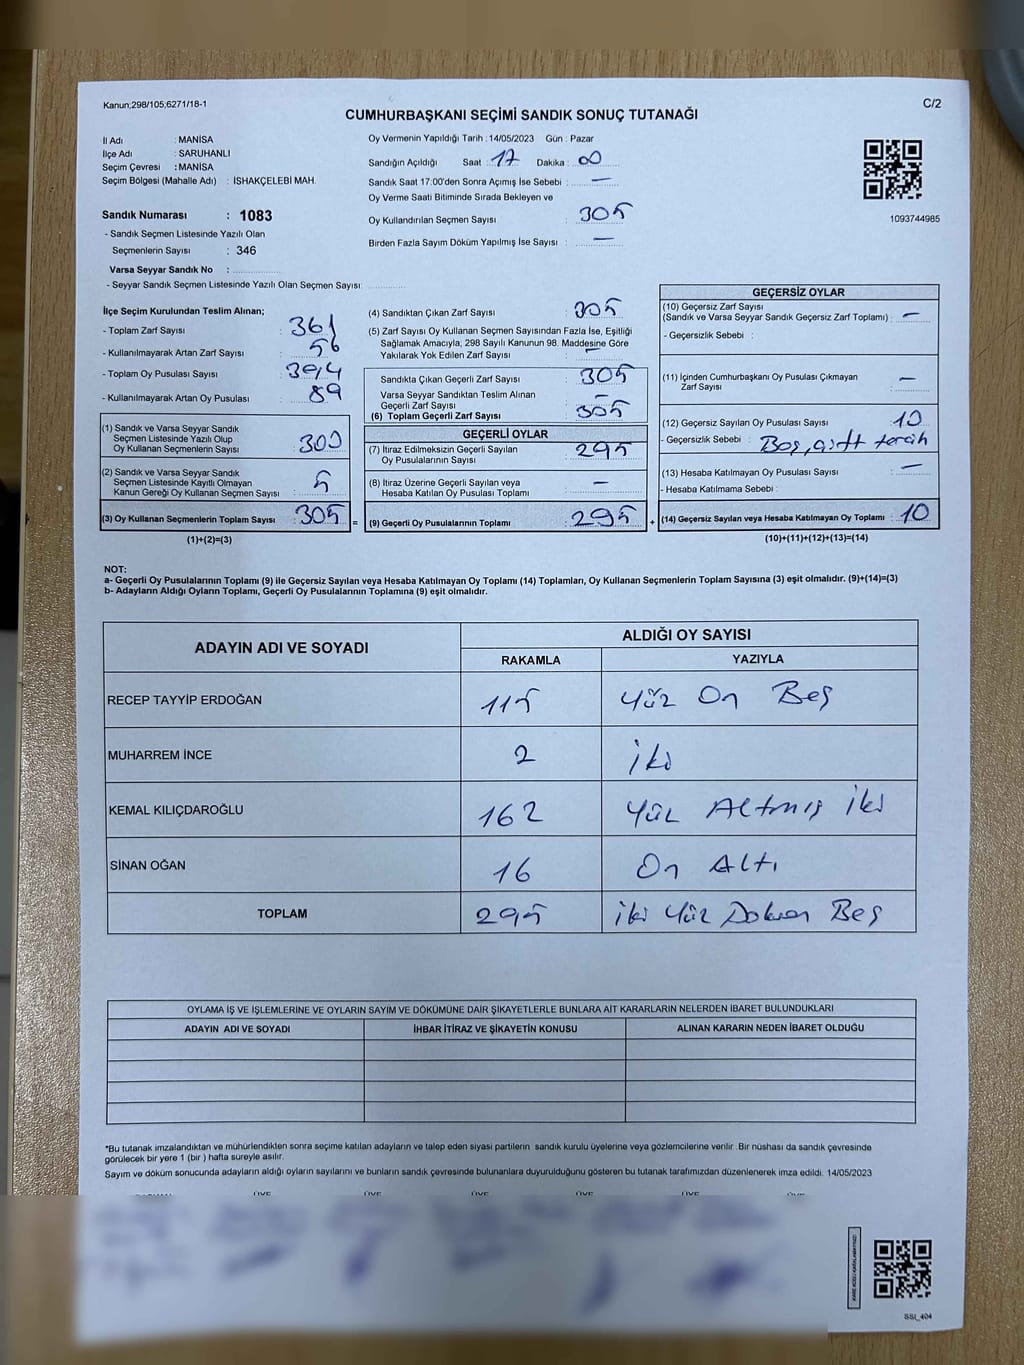 Kanun;298/105;6271/18-1
C/2
CUMHURBAŞKANI SEÇİMİ SANDIK SONUÇ TUTANAĞI
İl Adı : MANİSA
İlçe Adı : SARUHANLI
Seçim Çevresi : MANİSA
Seçim Bölgesi (Mahalle Adı) : İSHAKÇELEBİ MAH.
Sandık Numarası : 1083
- Sandık Seçmen Listesinde Yazılı Olan
Seçmenlerin Sayısı : 346
Varsa Seyyar Sandık No :
- Seyyar Sandık Seçmen Listesinde Yazılı Olan Seçmen Sayısı:
Oy Vermenin Yapıldığı Tarih : 14/05/2023 Gün : Pazar
Sandığın Açıldığı Saat : 17 Dakika : 00
Sandık Saat 17:00'den Sonra Açımış İse Sebebi : —
Oy Verme Saati Bitiminde Sırada Bekleyen ve
Oy Kullandırılan Seçmen Sayısı : 305
Birden Fazla Sayım Döküm Yapılmış İse Sayısı : —
1093744985
İlçe Seçim Kurulundan Teslim Alınan;
- Toplam Zarf Sayısı : 361
- Kullanılmayarak Artan Zarf Sayısı : 56
- Toplam Oy Pusulası Sayısı :
- Kullanılmayarak Artan Oy Pusulası : 89
(1) Sandık ve Varsa Seyyar Sandık
Seçmen Listesinde Yazılı Olup
Oy Kullanan Seçmenlerin Sayısı : 300
(2) Sandık ve Varsa Seyyar Sandık
Seçmen Listesinde Kayıtlı Olmayan
Kanun Gereği Oy Kullanan Seçmen Sayısı : 5
(3) Oy Kullanan Seçmenlerin Toplam Sayısı : 305 =
(1)+(2)=(3)
(4) Sandıktan Çıkan Zarf Sayısı : 305
(5) Zarf Sayısı Oy Kullanan Seçmen Sayısından Fazla İse, Eşitliği
Sağlamak Amacıyla, 298 Sayılı Kanunun 98. Maddesine Göre
Yakılarak Yok Edilen Zarf Sayısı : —
Sandıkta Çıkan Geçerli Zarf Sayısı : 305
Varsa Seyyar Sandıktan Teslim Alınan
Geçerli Zarf Sayısı : —
(6) Toplam Geçerli Zarf Sayısı : 305
GEÇERLİ OYLAR
(7) İtiraz Edilmeksizin Geçerli Sayılan
Oy Pusulalarının Sayısı : 295
(8) İtiraz Üzerine Geçerli Sayılan veya
Hesaba Katılan Oy Pusulası Toplamı : —
(9) Geçerli Oy Pusulalarının Toplamı : 295 +
GEÇERSİZ OYLAR
(10) Geçersiz Zarf Sayısı
(Sandık ve Varsa Seyyar Sandık Geçersiz Zarf Toplamı) : —
- Geçersizlik Sebebi :
(11) İçinden Cumhurbaşkanı Oy Pusulası Çıkmayan
Zarf Sayısı : —
(12) Geçersiz Sayılan Oy Pusulası Sayısı : 10
- Geçersizlik Sebebi : Boş, çift tercih
(13) Hesaba Katılmayan Oy Pusulası Sayısı : —
- Hesaba Katılmama Sebebi :
(14) Geçersiz Sayılan veya Hesaba Katılmayan Oy Toplamı : 10
(10)+(11)+(12)+(13)=(14)
NOT:
a- Geçerli Oy Pusulalarının Toplamı (9) ile Geçersiz Sayılan veya Hesaba Katılmayan Oy Toplamı (14) Toplamları, Oy Kullanan Seçmenlerin Toplam Sayısına (3) eşit olmalıdır. (9)+(14)=(3)
b- Adayların Aldığı Oyların Toplamı, Geçerli Oy Pusulalarının Toplamına (9) eşit olmalıdır.
ADAYIN ADI VE SOYADI ALDIĞI OY SAYISI
RAKAMLA YAZIYLA
RECEP TAYYİP ERDOĞAN 115 Yüz On Beş
MUHARREM İNCE 2 İki
KEMAL KILIÇDAROĞLU 162 Yüz Altmış İki
SİNAN OĞAN 16 On Altı
TOPLAM 295 İki Yüz Doksan Beş
OYLAMA İŞ VE İŞLEMLERİNE VE OYLARIN SAYIM VE DÖKÜMÜNE DAİR ŞİKAYETLERLE BUNLARA AİT KARARLARIN NELERDEN İBARET BULUNDUKLARI
ADAYIN ADI VE SOYADI İHBAR İTİRAZ VE ŞİKAYETİN KONUSU ALINAN KARARIN NEDEN İBARET OLDUĞU
*Bu tutanak imzalandıktan ve mühürlendikten sonra seçime katılan adayların ve talep eden siyasi partilerin sandık kurulu üyelerine veya gözlemcilerine verilir. Bir nüshası da sandık çevresinde
görülecek bir yere 1 (bir ) hafta süreyle asılır.
Sayım ve döküm sonucunda adayların aldığı oyların sayılarını ve bunların sandık çevresinde bulunanlara duyurulduğunu gösteren bu tutanak tarafımızdan düzenlenerek imza edildi. 14/05/2023
ÜYE ÜYE ÜYE ÜYE ÜYE ÜYE
SSI_404